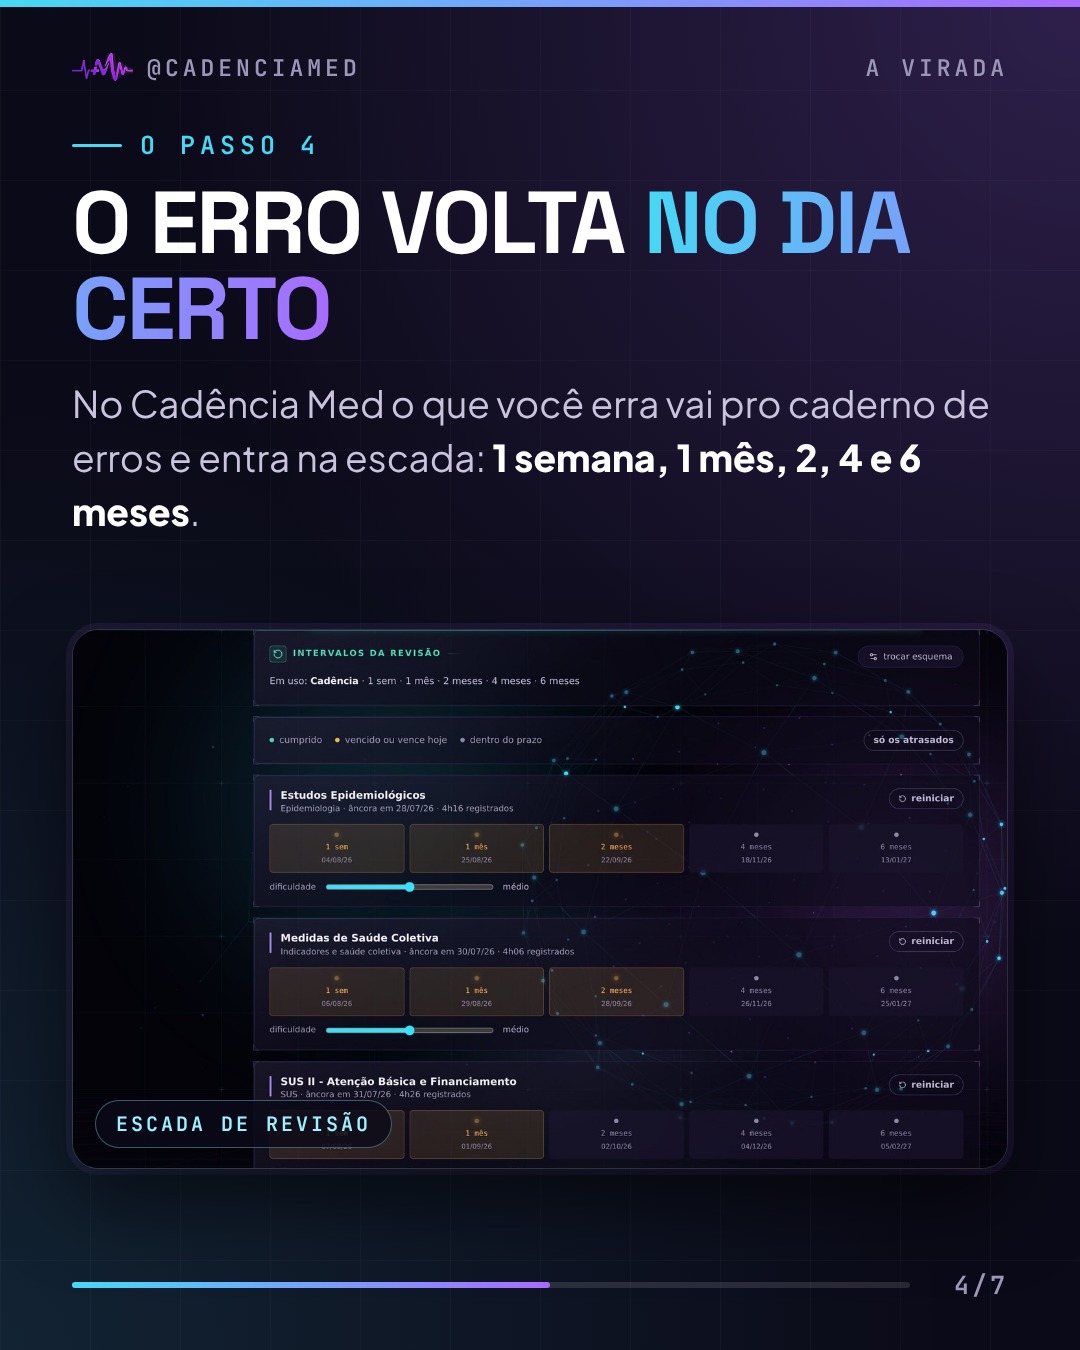 @CADENCIAMED
A VIRADA
O PASSO 4
O ERRO VOLTA NO DIA
CERTO
No Cadência Med o que você erra vai pro caderno de
erros e entra na escada: 1 semana, 1 mês, 2, 4 e 6
meses.
INTERVALOS DA REVISÃO
trocar esquema
Em uso: Cadência · 1 sem · 1 mês · 2 meses · 4 meses · 6 meses
cumprido vencido ou vence hoje dentro do prazo
só os atrasados
Estudos Epidemiológicos
Epidemiologia · âncora em 28/07/26 · 4h16 registrados
reiniciar
1 sem 1 mês 2 meses 4 meses 6 meses
04/08/26 25/08/26 22/09/26 18/11/26 13/01/27
dificuldade médio
Medidas de Saúde Coletiva
Indicadores e saúde coletiva · âncora em 30/07/26 · 4h06 registrados
reiniciar
1 sem 1 mês 2 meses 4 meses 6 meses
06/08/26 29/08/26 28/09/26 26/11/26 25/01/27
dificuldade médio
SUS II - Atenção Básica e Financiamento
SUS · âncora em 31/07/26 · 4h26 registrados
reiniciar
ESCADA DE REVISÃO
1 mês 2 meses 4 meses 6 meses
01/09/26 02/10/26 04/12/26 05/02/27
4/7